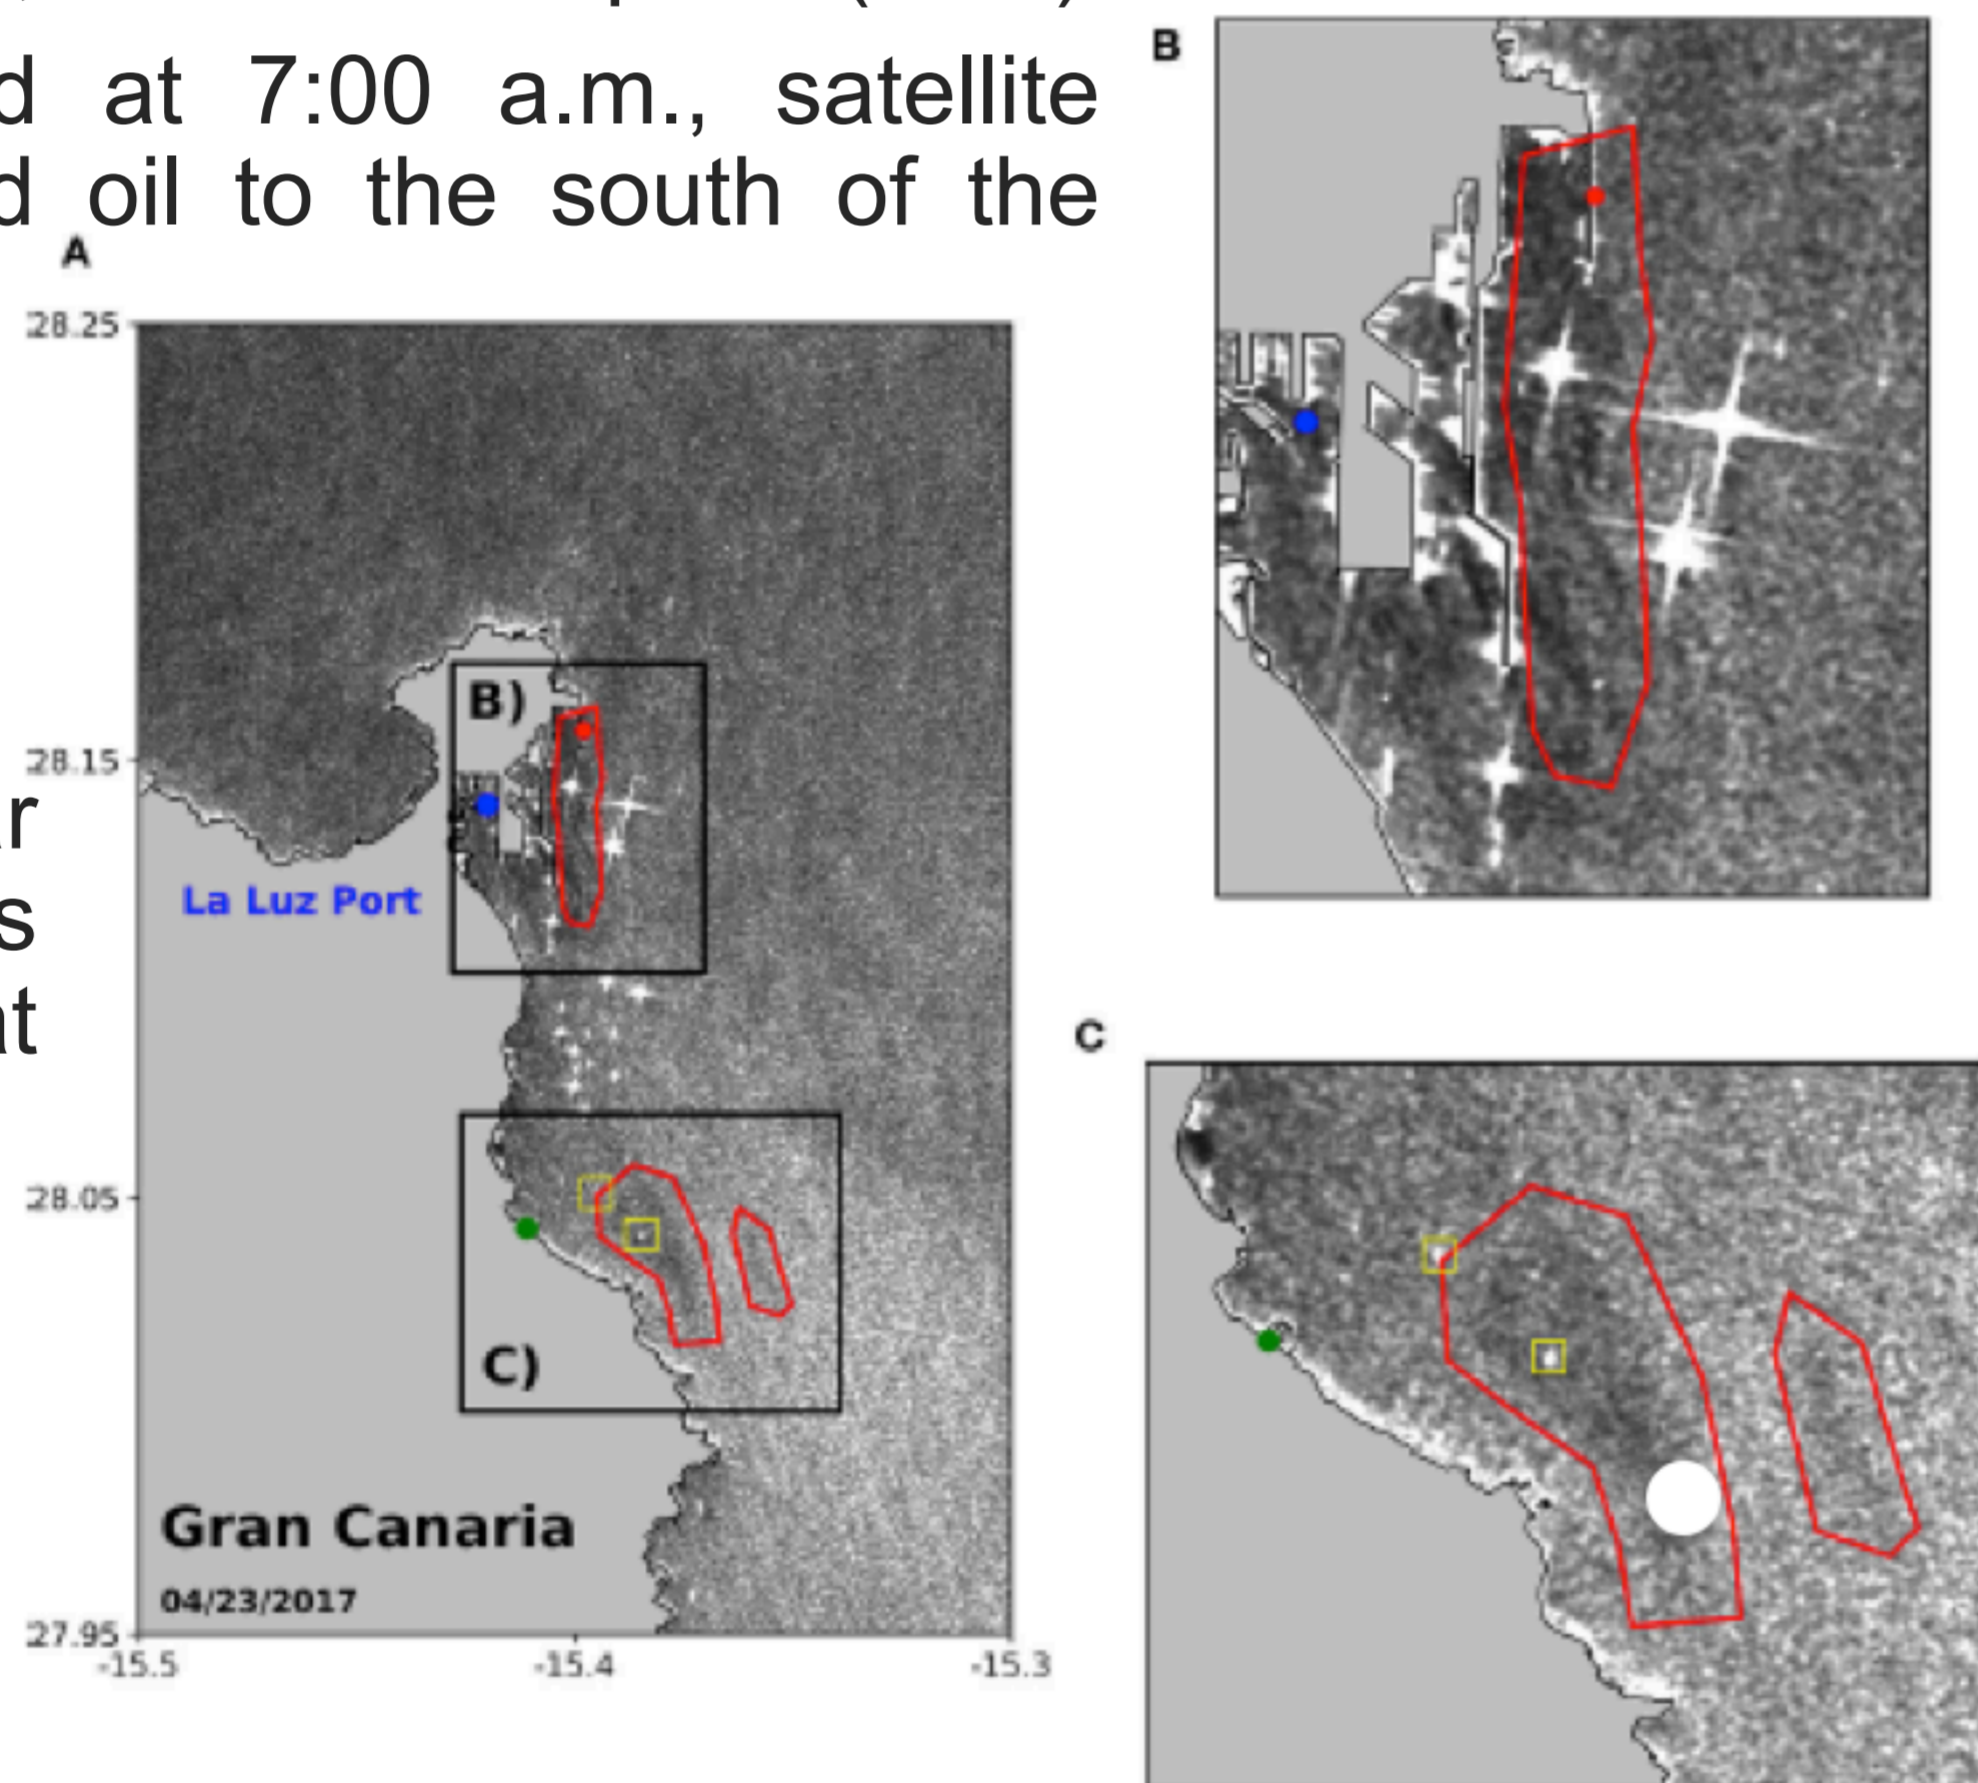 d at 7:00 a.m., satellite
d oil to the south of the
A
28.25
28.15
28.05
27.95
-15.5
-15.4
-15.3
B)
La Luz Port
C)
Gran Canaria
04/23/2017
s
B
C